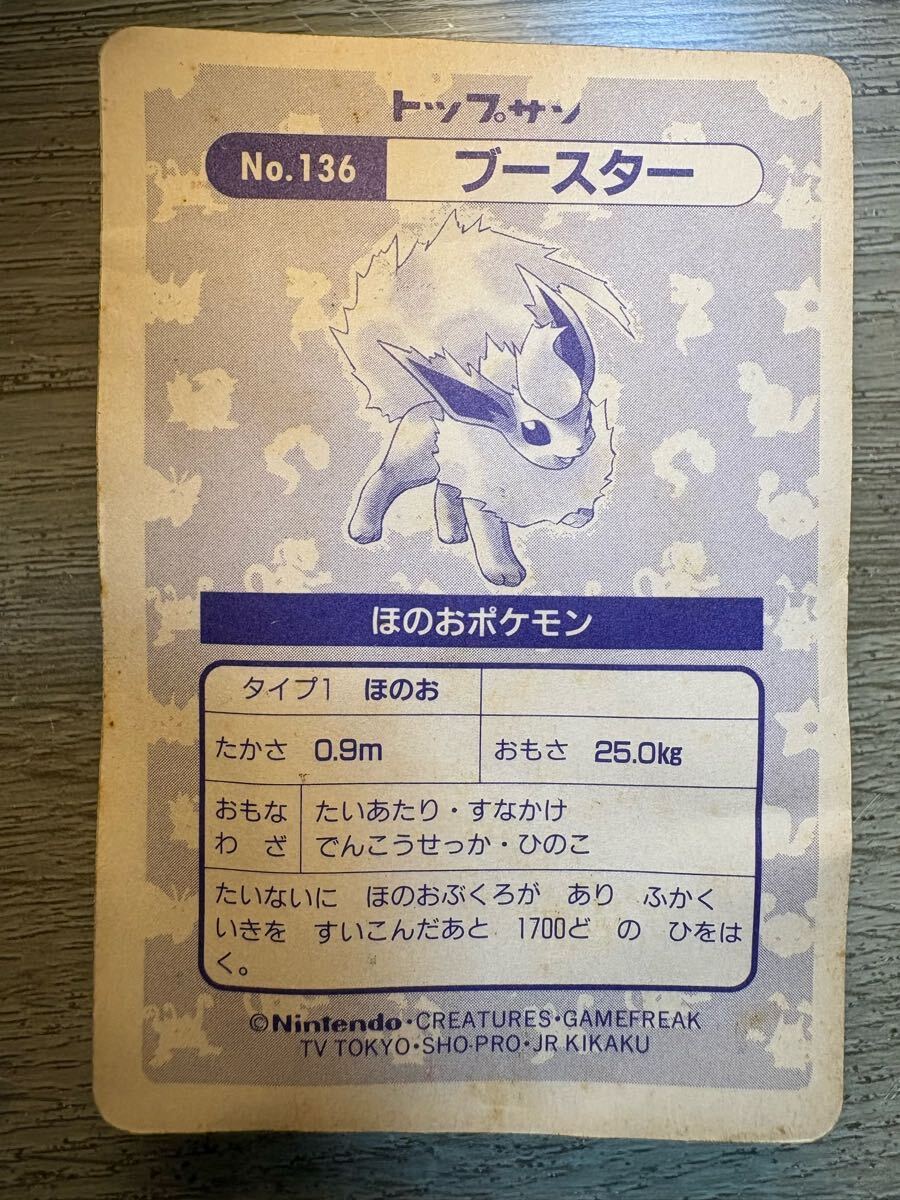 トップサン
No.136 ブースター
ほのおポケモン
タイプ1 ほのお
たかさ 0.9m おもさ 25.0kg
おもな たいあたり・すなかけ
わ ざ でんこうせっか・ひのこ
たいないに ほのおぶくろが あり ふかく
いきを すいこんだあと 1700ど の ひをは
く。
©Nintendo・CREATURES・GAMEFREAK
TV TOKYO・SHO-PRO・JR KIKAKU